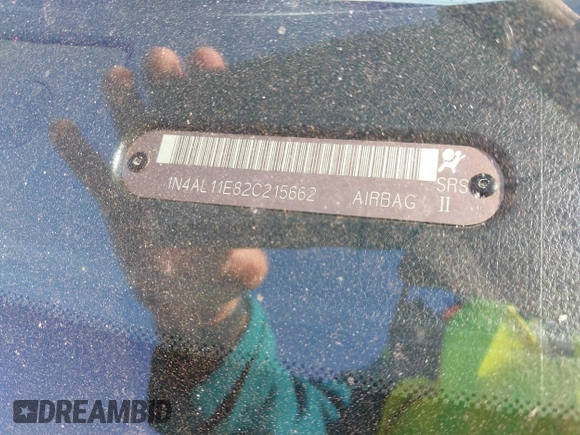 1N4AL11E82C215662 AIRBAG SRS II
DREAMBID